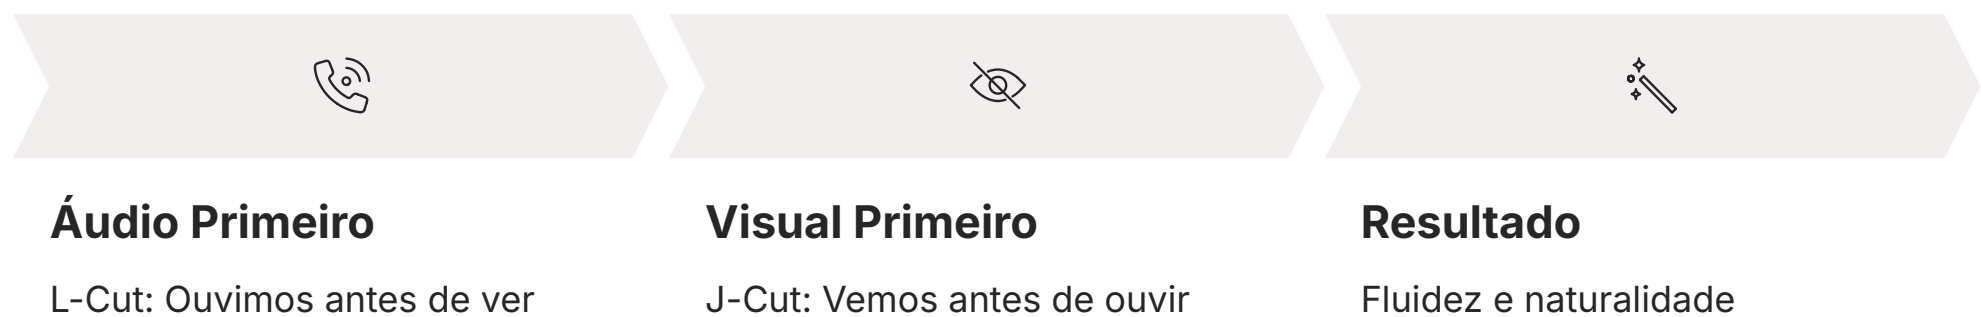 Áudio Primeiro
L-Cut: Ouvimos antes de ver
Visual Primeiro
J-Cut: Vemos antes de ouvir
Resultado
Fluidez e naturalidade